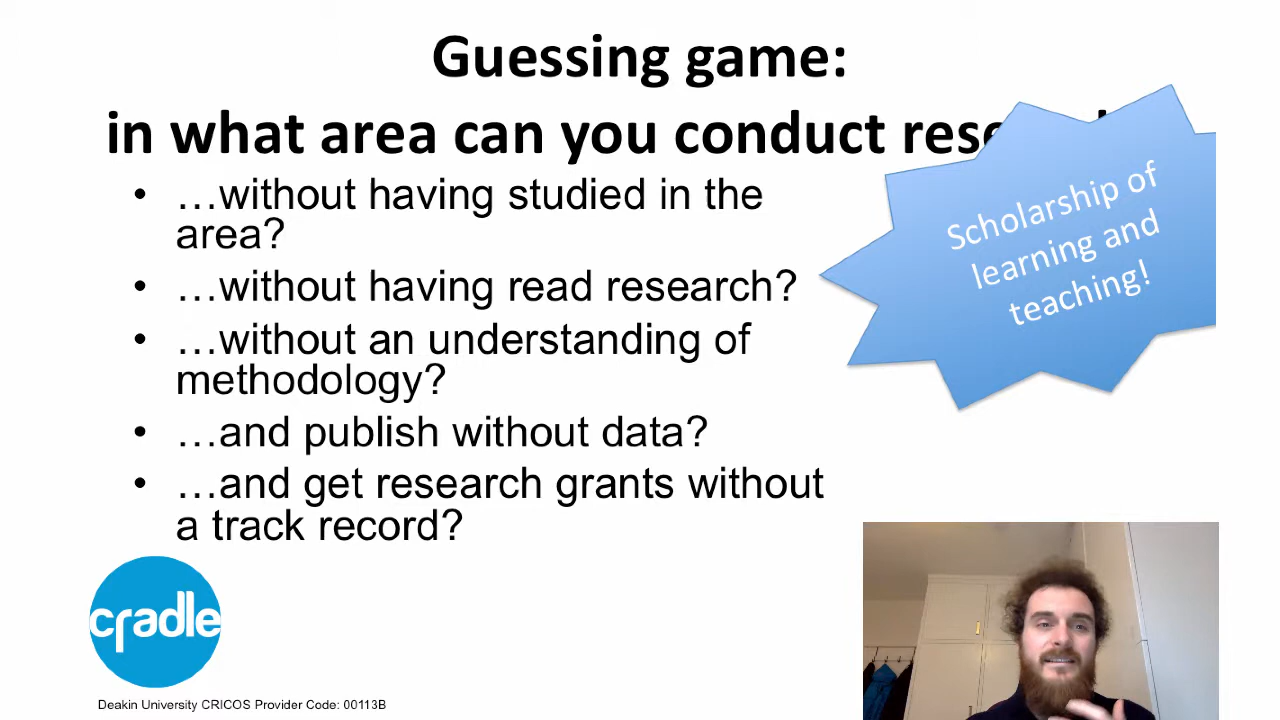 Guessing game:
in what area can you conduct
• …without having studied in the
area?
• …without having read research?
• …without an understanding of
methodology?
• …and publish without data?
• …and get research grants without
a track record?
Scholarship of
learning and
teaching!
cradle
Deakin University CRICOS Provider Code: 00113B